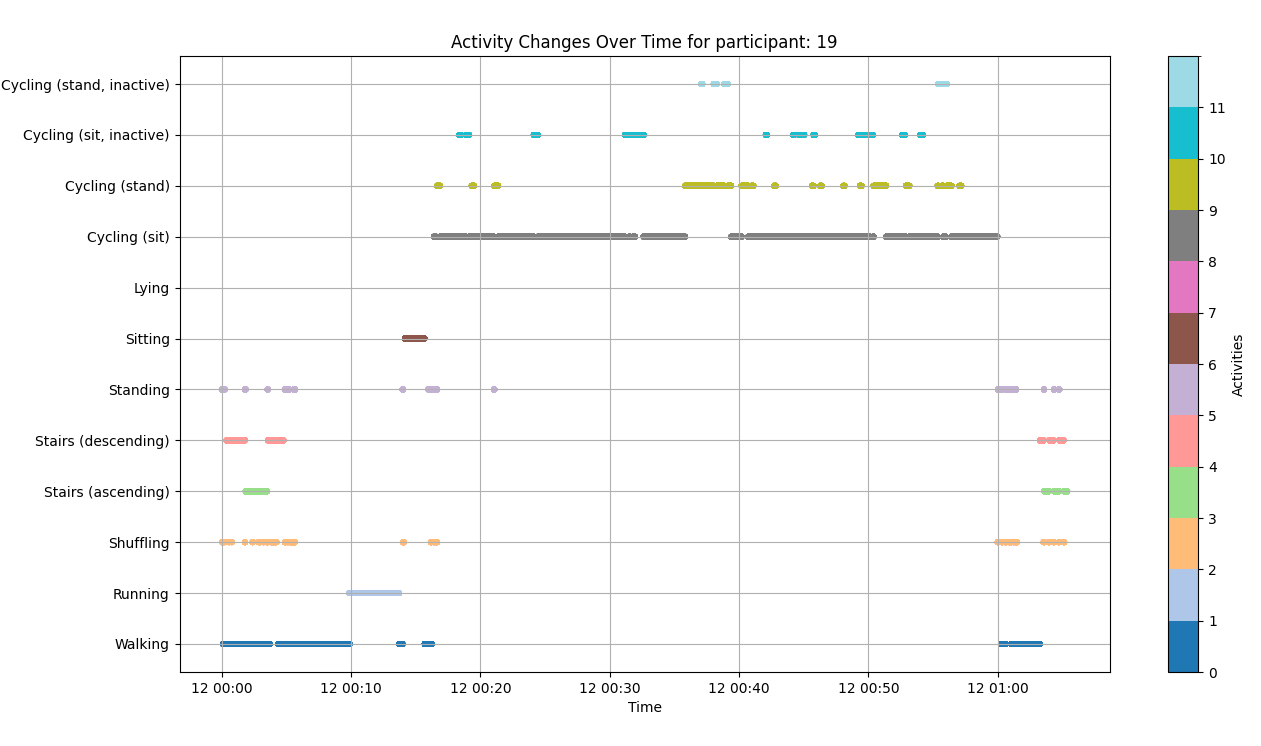 Activity Changes Over Time for participant: 19
Cycling (stand, inactive)
Cycling (sit, inactive)
Cycling (stand)
Cycling (sit)
Lying
Sitting
Standing
Stairs (descending)
Stairs (ascending)
Shuffling
Running
Walking
12 00:00 12 00:10 12 00:20 12 00:30 12 00:40 12 00:50 12 01:00
Time
11
10
9
8
7
6
5
4
3
2
1
0
Activities